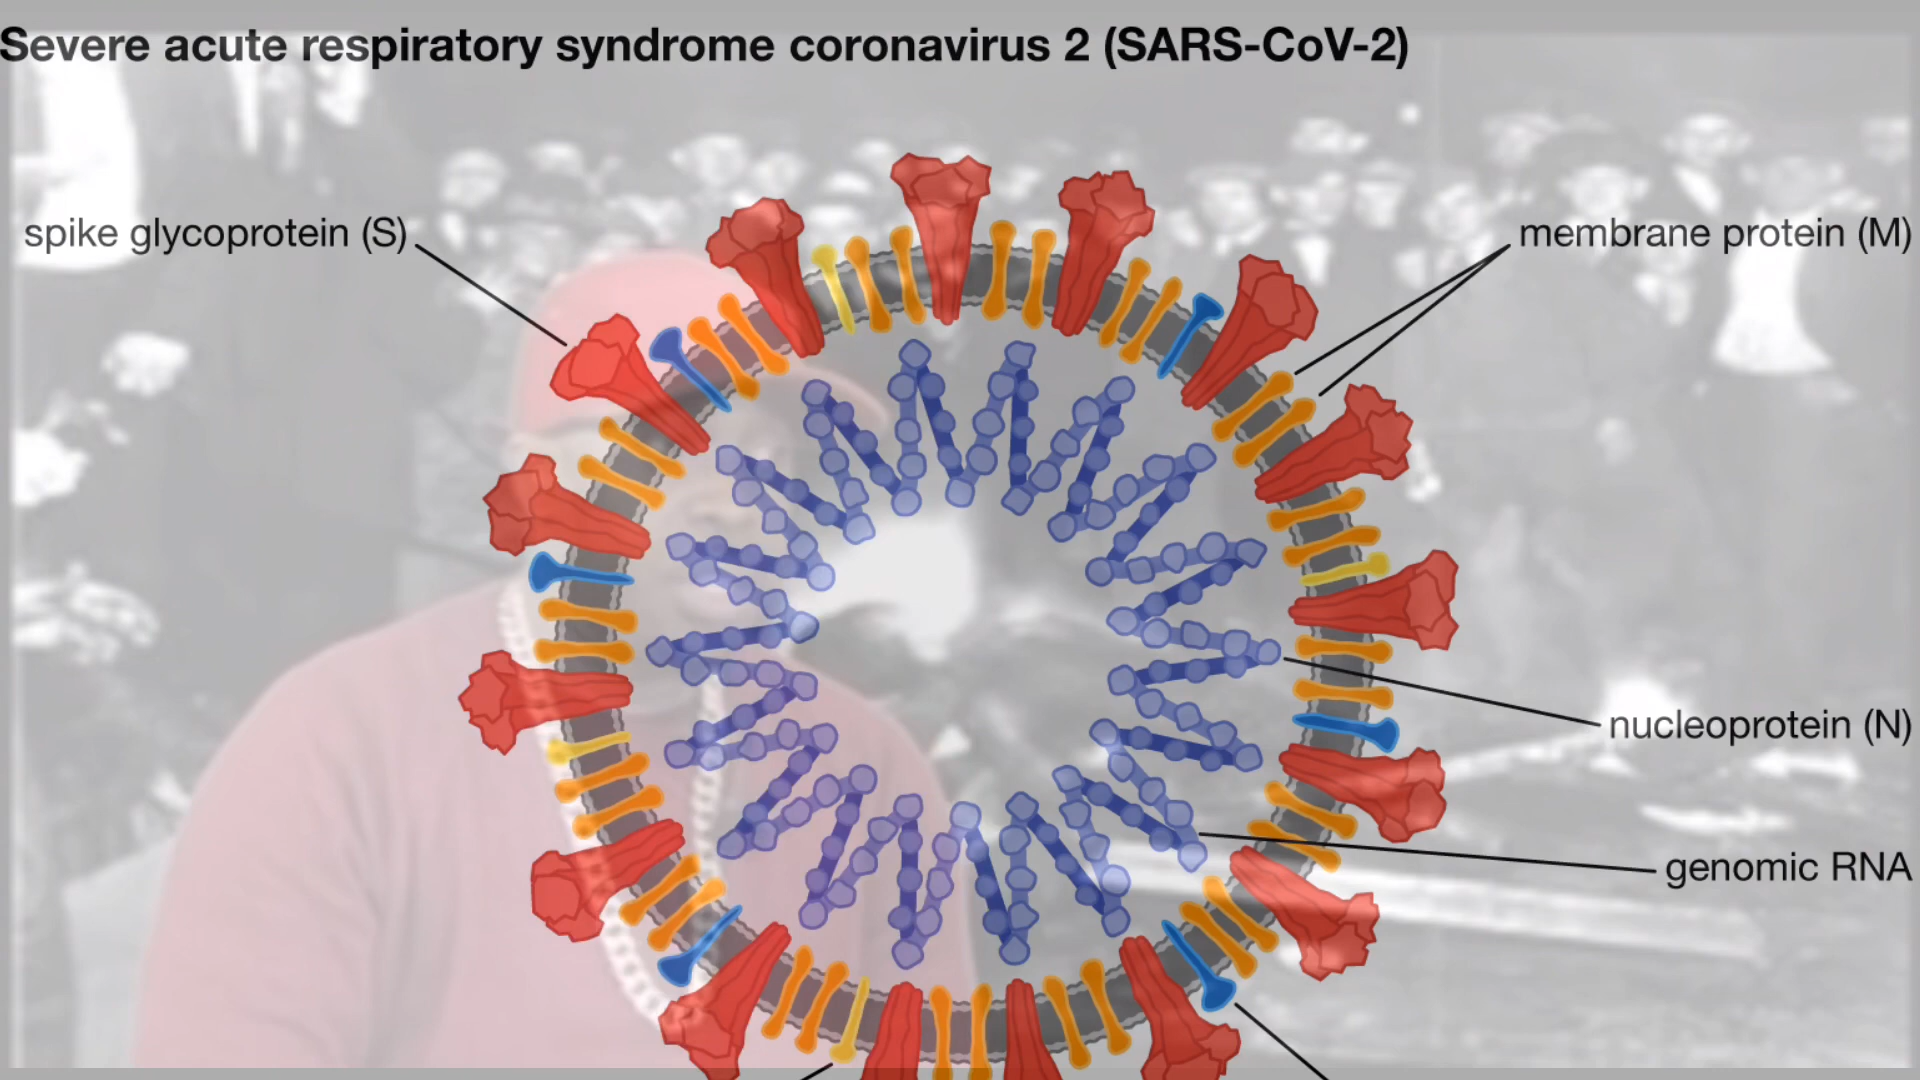 Severe acute respiratory syndrome coronavirus 2 (SARS-CoV-2)
spike glycoprotein (S)
membrane protein (M)
nucleoprotein (N)
genomic RNA